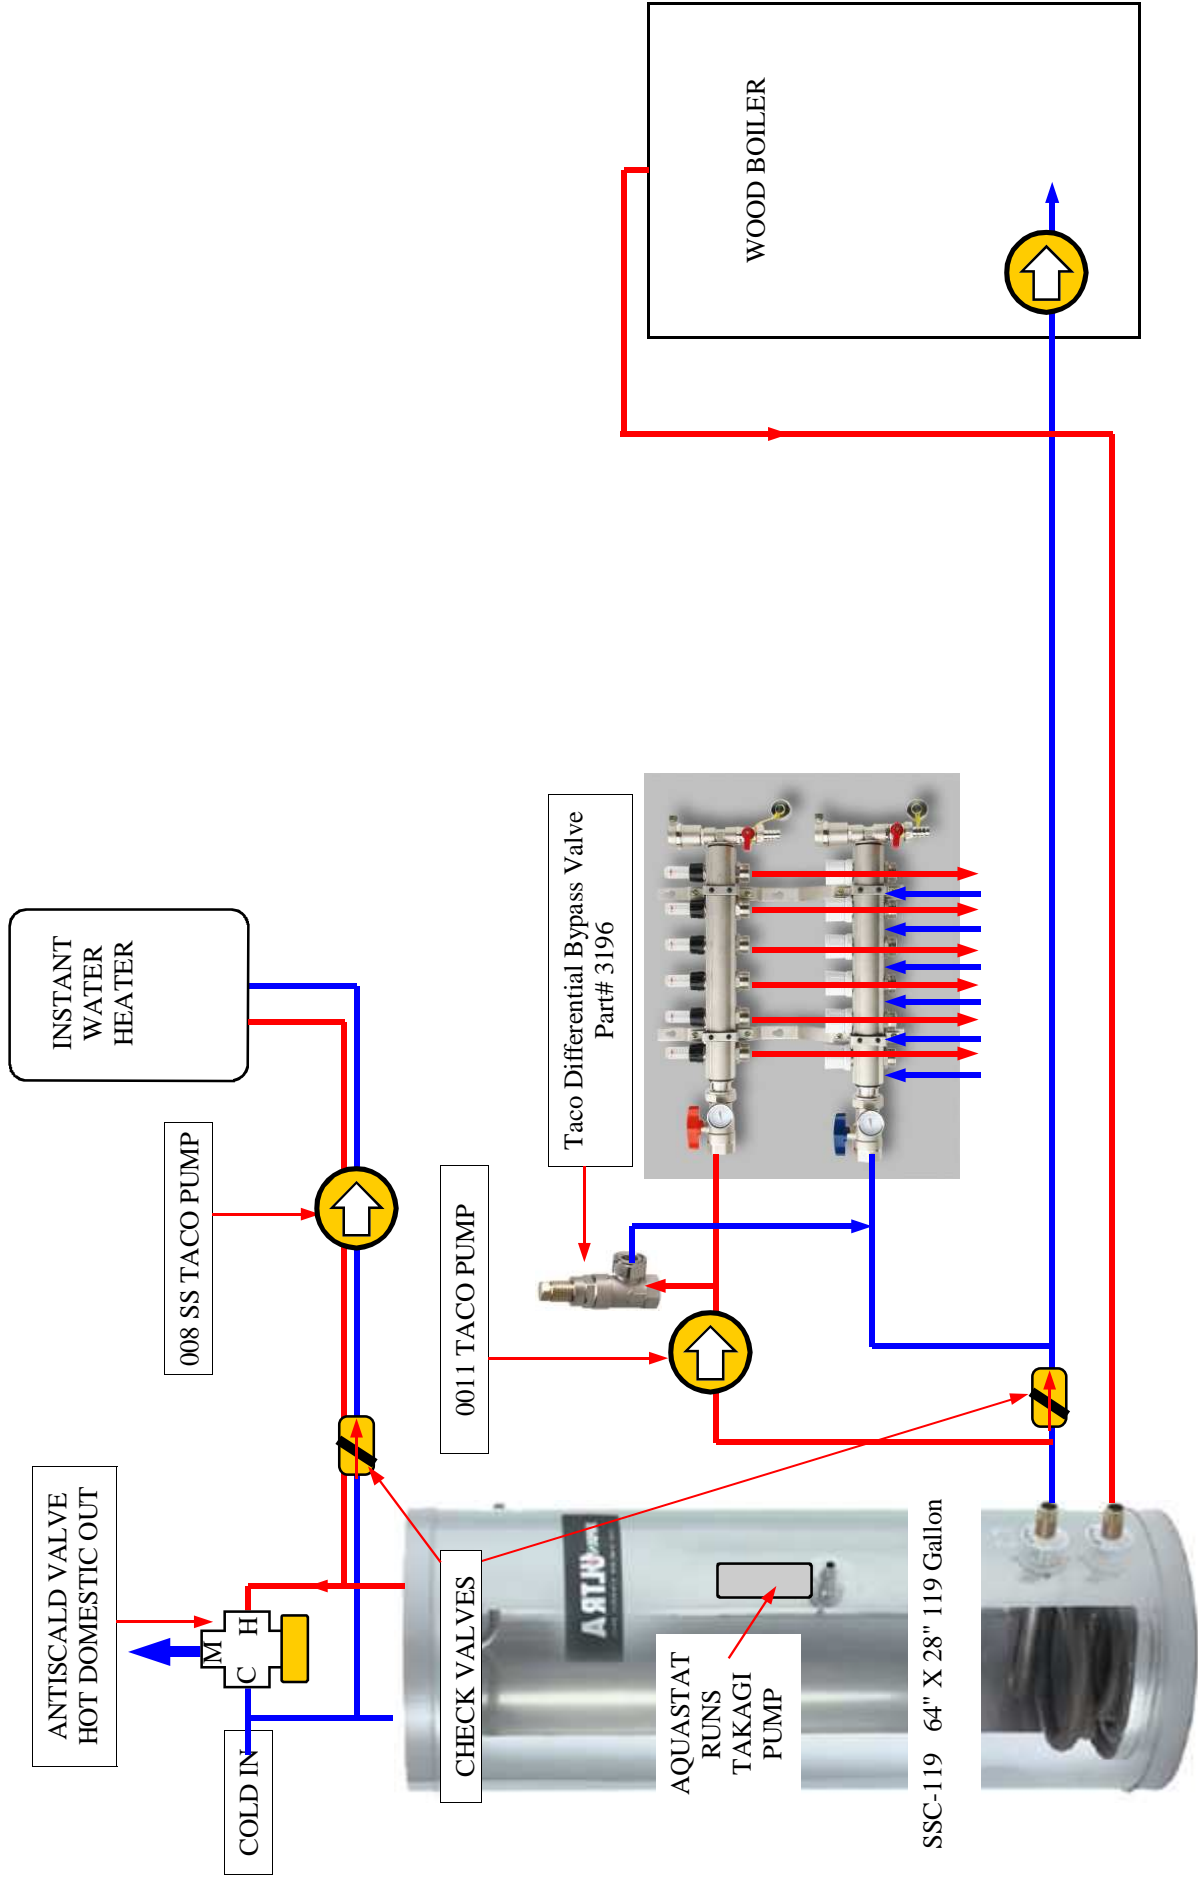 WOOD BOILER
INSTANT
WATER
HEATER
Taco Differential Bypass Valve
Part# 3196
008 SS TACO PUMP
0011 TACO PUMP
ANTISCALD VALVE
HOT DOMESTIC OUT
M
C H
COLD IN
CHECK VALVES
AQUASTAT
RUNS
TAKAGI
PUMP
SSC-119 64" X 28" 119 Gallon